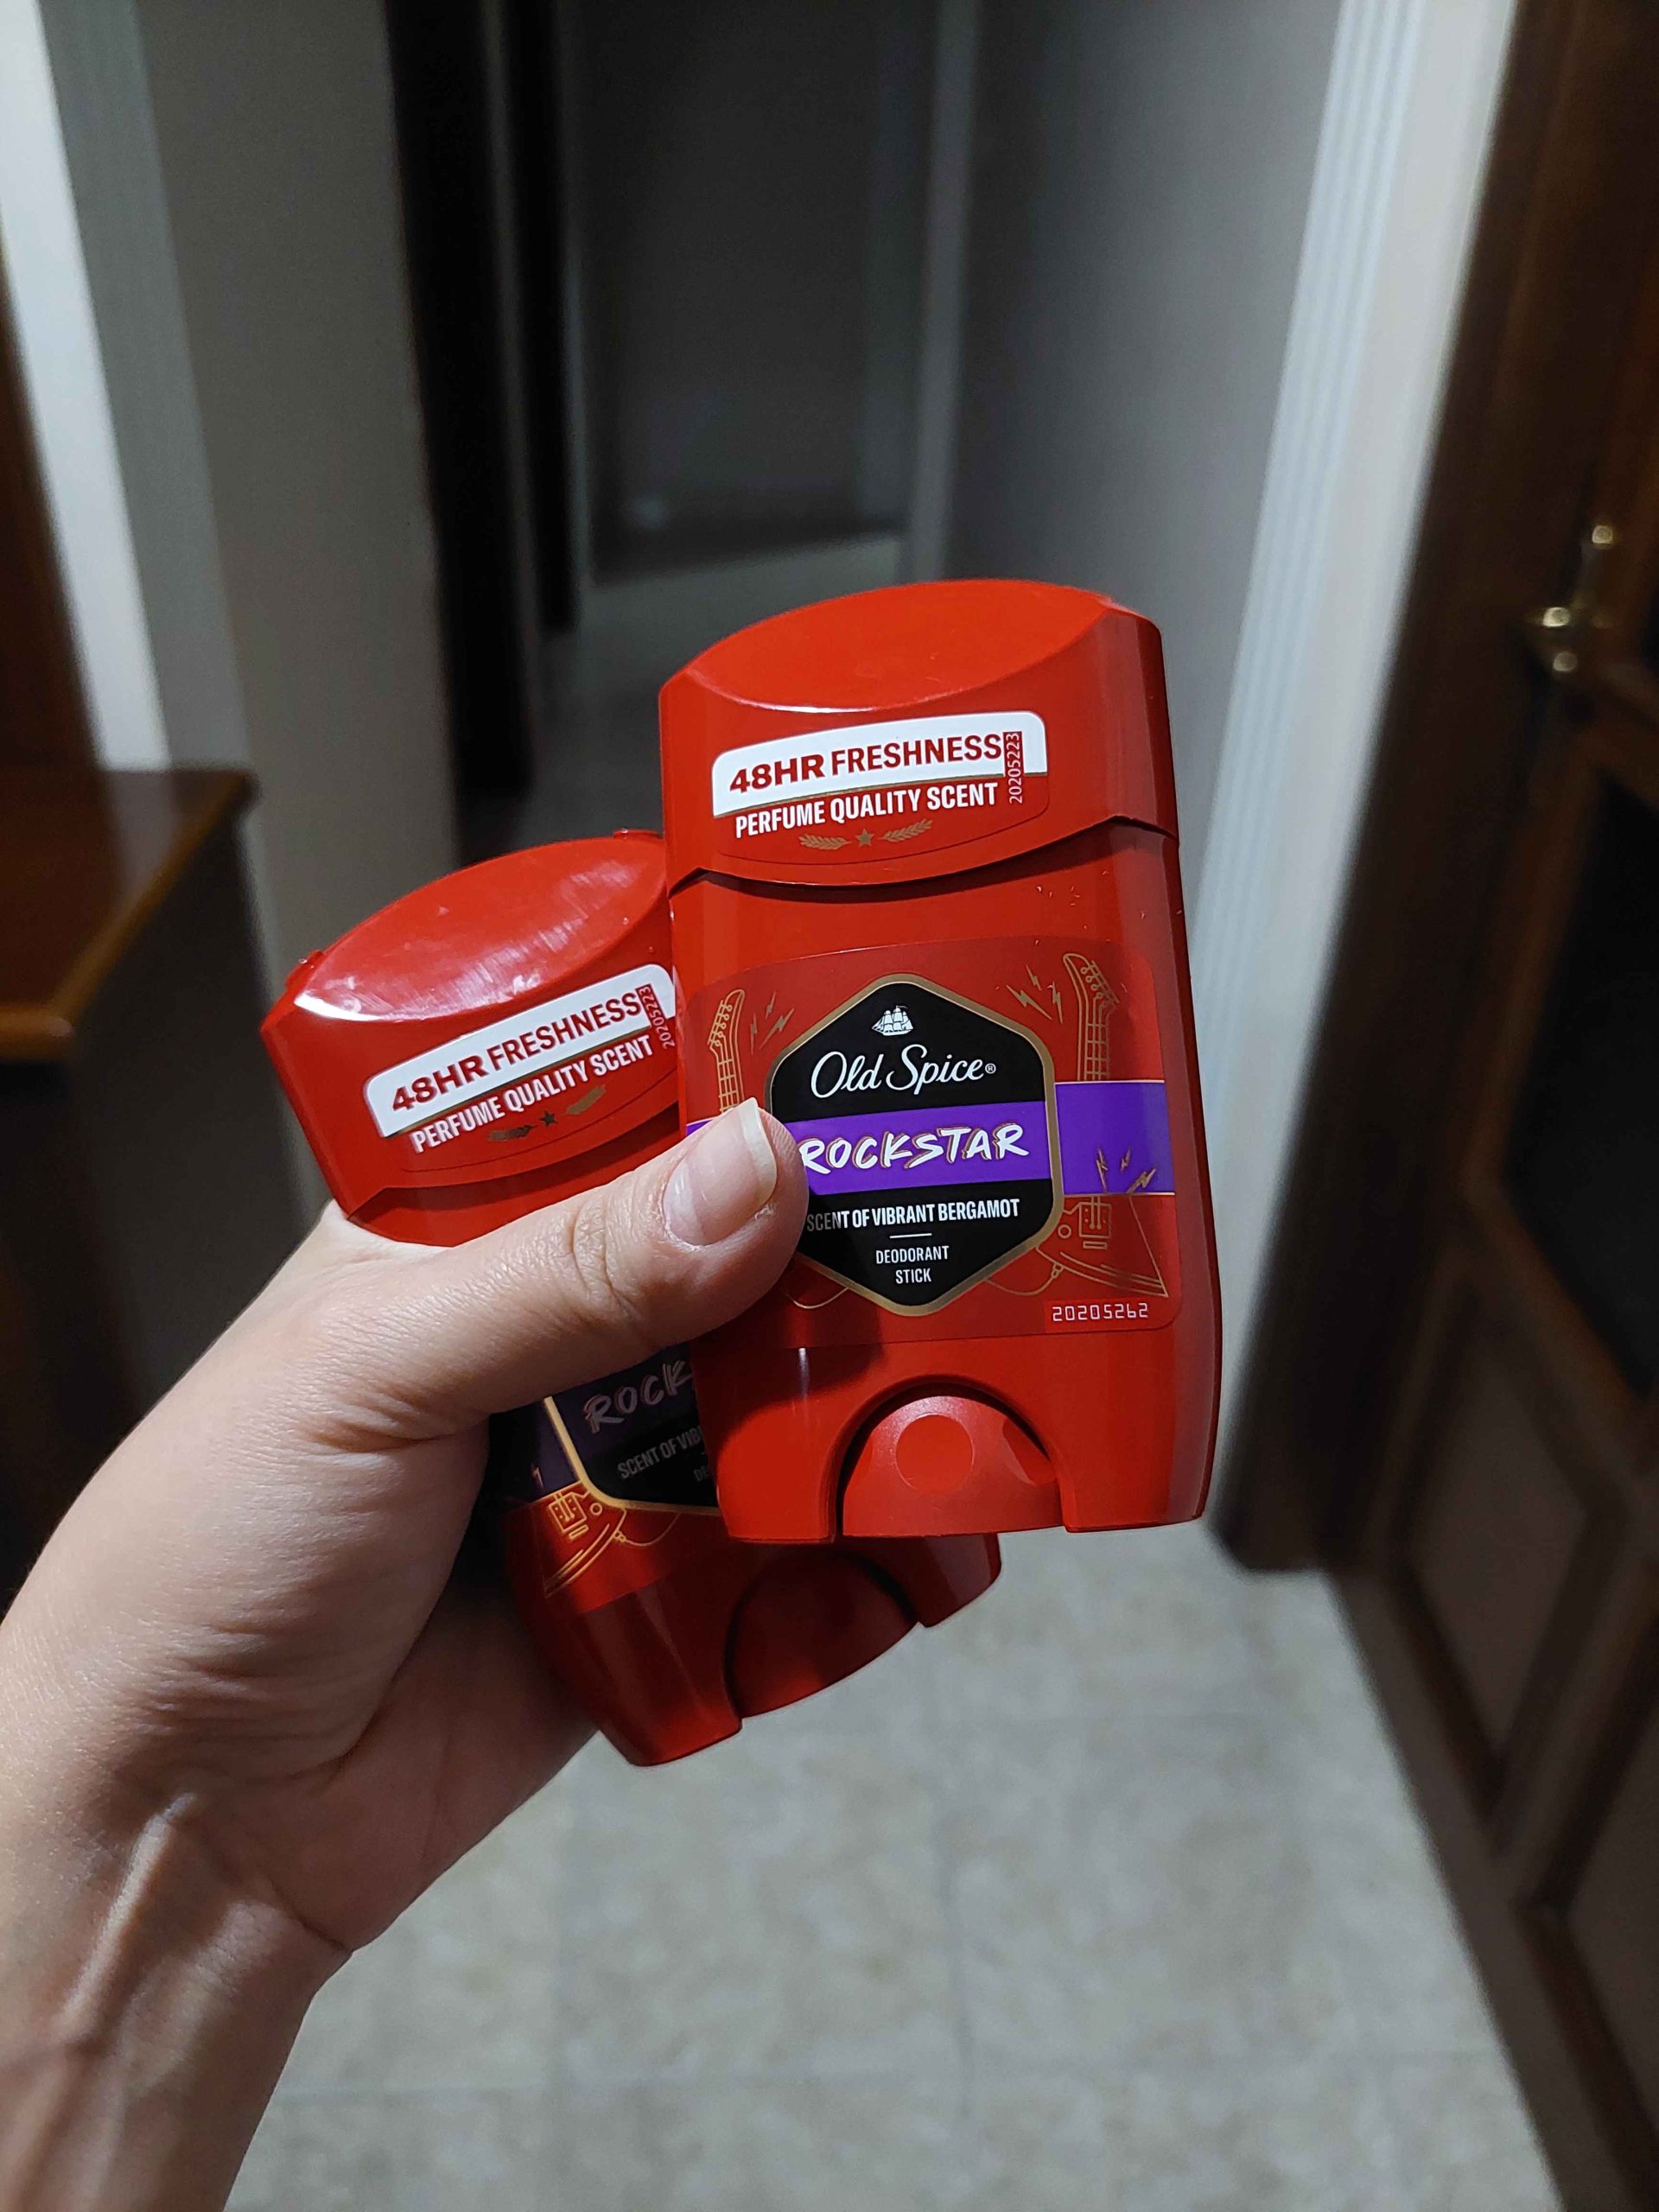 48HR FRESHNESS
PERFUME QUALITY SCENT
20205223
Old Spice®
ROCKSTAR
SCENT OF VIBRANT BERGAMOT
DEODORANT
STICK
20205262
48HR FRESHNESS
PERFUME QUALITY SCENT
20205223
ROCK
SCENT OF VIB
DE